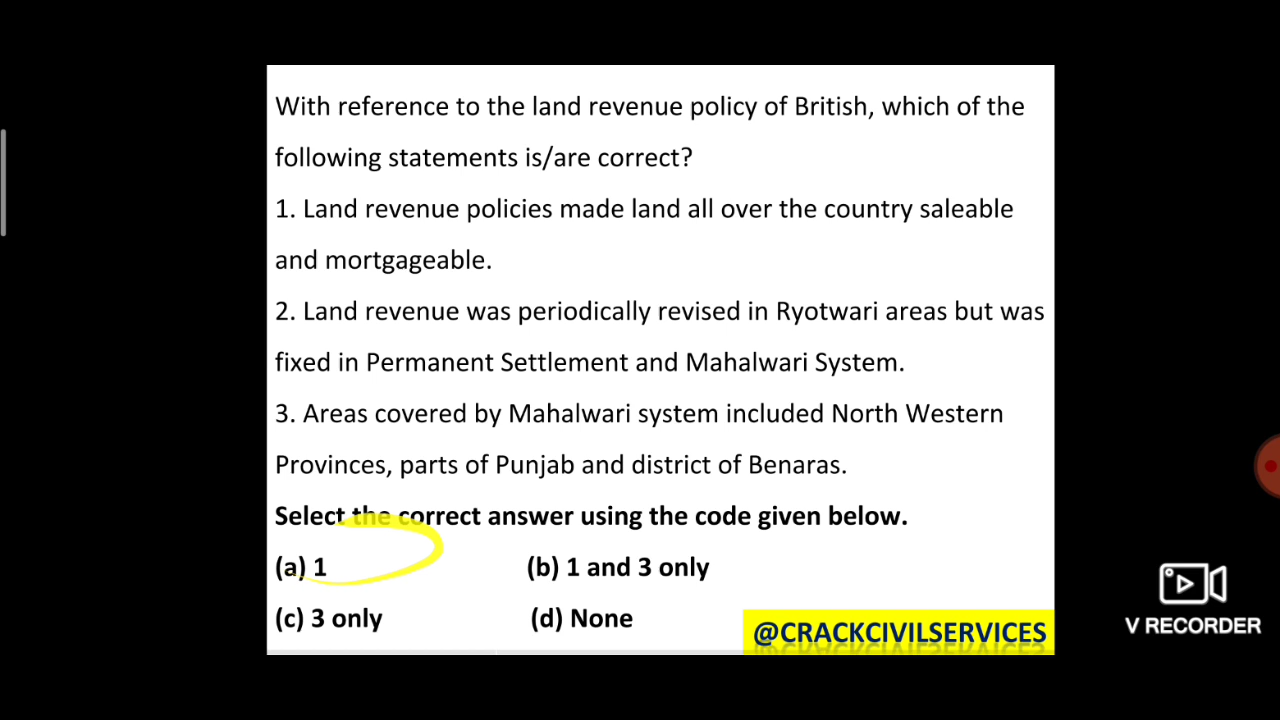 With reference to the land revenue policy of British, which of the
following statements is/are correct?
1. Land revenue policies made land all over the country saleable
and mortgageable.
2. Land revenue was periodically revised in Ryotwari areas but was
fixed in Permanent Settlement and Mahalwari System.
3. Areas covered by Mahalwari system included North Western
Provinces, parts of Punjab and district of Benaras.
Select the correct answer using the code given below.
(a) 1 (b) 1 and 3 only
(c) 3 only (d) None
@CRACKCIVILSERVICES
V RECORDER